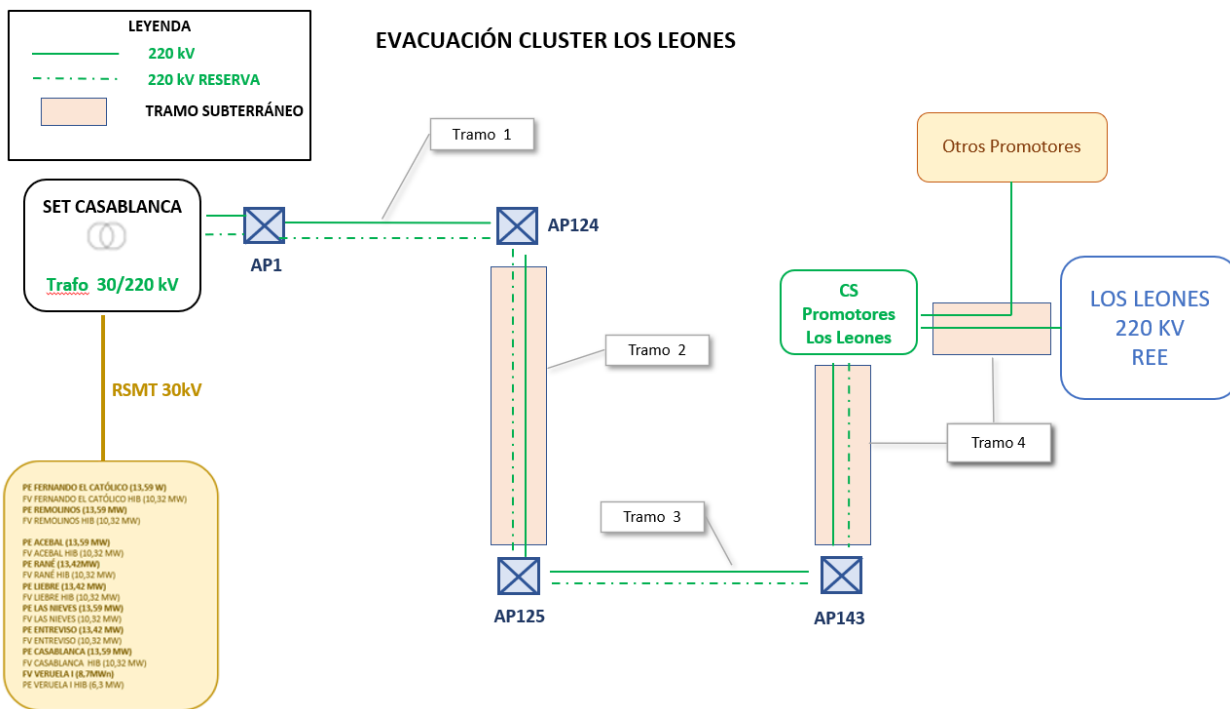 LEYENDA
220 kV
220 kV RESERVA
TRAMO SUBTERRÁNEO
EVACUACIÓN CLUSTER LOS LEONES
Tramo 1
Otros Promotores
SET CASABLANCA
Trafo 30/220 kV
AP1
AP124
CS
Promotores
Los Leones
LOS LEONES
220 KV
REE
Tramo 2
RSMT 30kV
Tramo 4
PE FERNANDO EL CATÓLICO (13,59 W)
FV FERNANDO EL CATÓLICO HIB (10,32 MW)
PE REMOLINOS (13,59 MW)
FV REMOLINOS HIB (10,32 MW)
PE ACEBAL (13,59 MW)
FV ACEBAL HIB (10,32 MW)
PE RANÉ (13,42MW)
FV RANÉ HIB (10,32 MW)
PE LIEBRE (13,42 MW)
FV LIEBRE HIB (10,32 MW)
PE LAS NIEVES (13,59 MW)
FV LAS NIEVES (10,32 MW)
PE ENTREVISO (13,42 MW)
FV ENTREVISO (10,32 MW)
PE CASABLANCA (13,59 MW)
FV CASABLANCA HIB (10,32 MW)
FV VERUELA I (8,7MWn)
PE VERUELA I HIB (6,3 MW)
Tramo 3
AP125
AP143